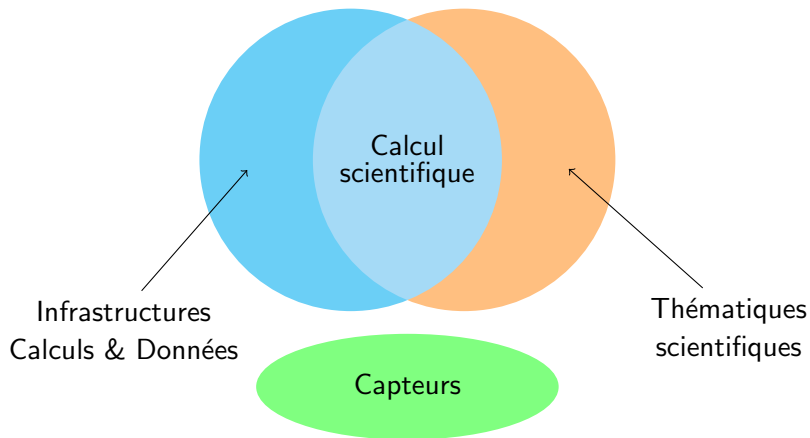 Calcul
scientifique
Infrastructures
Calculs & Données
Thématiques
scientifiques
Capteurs